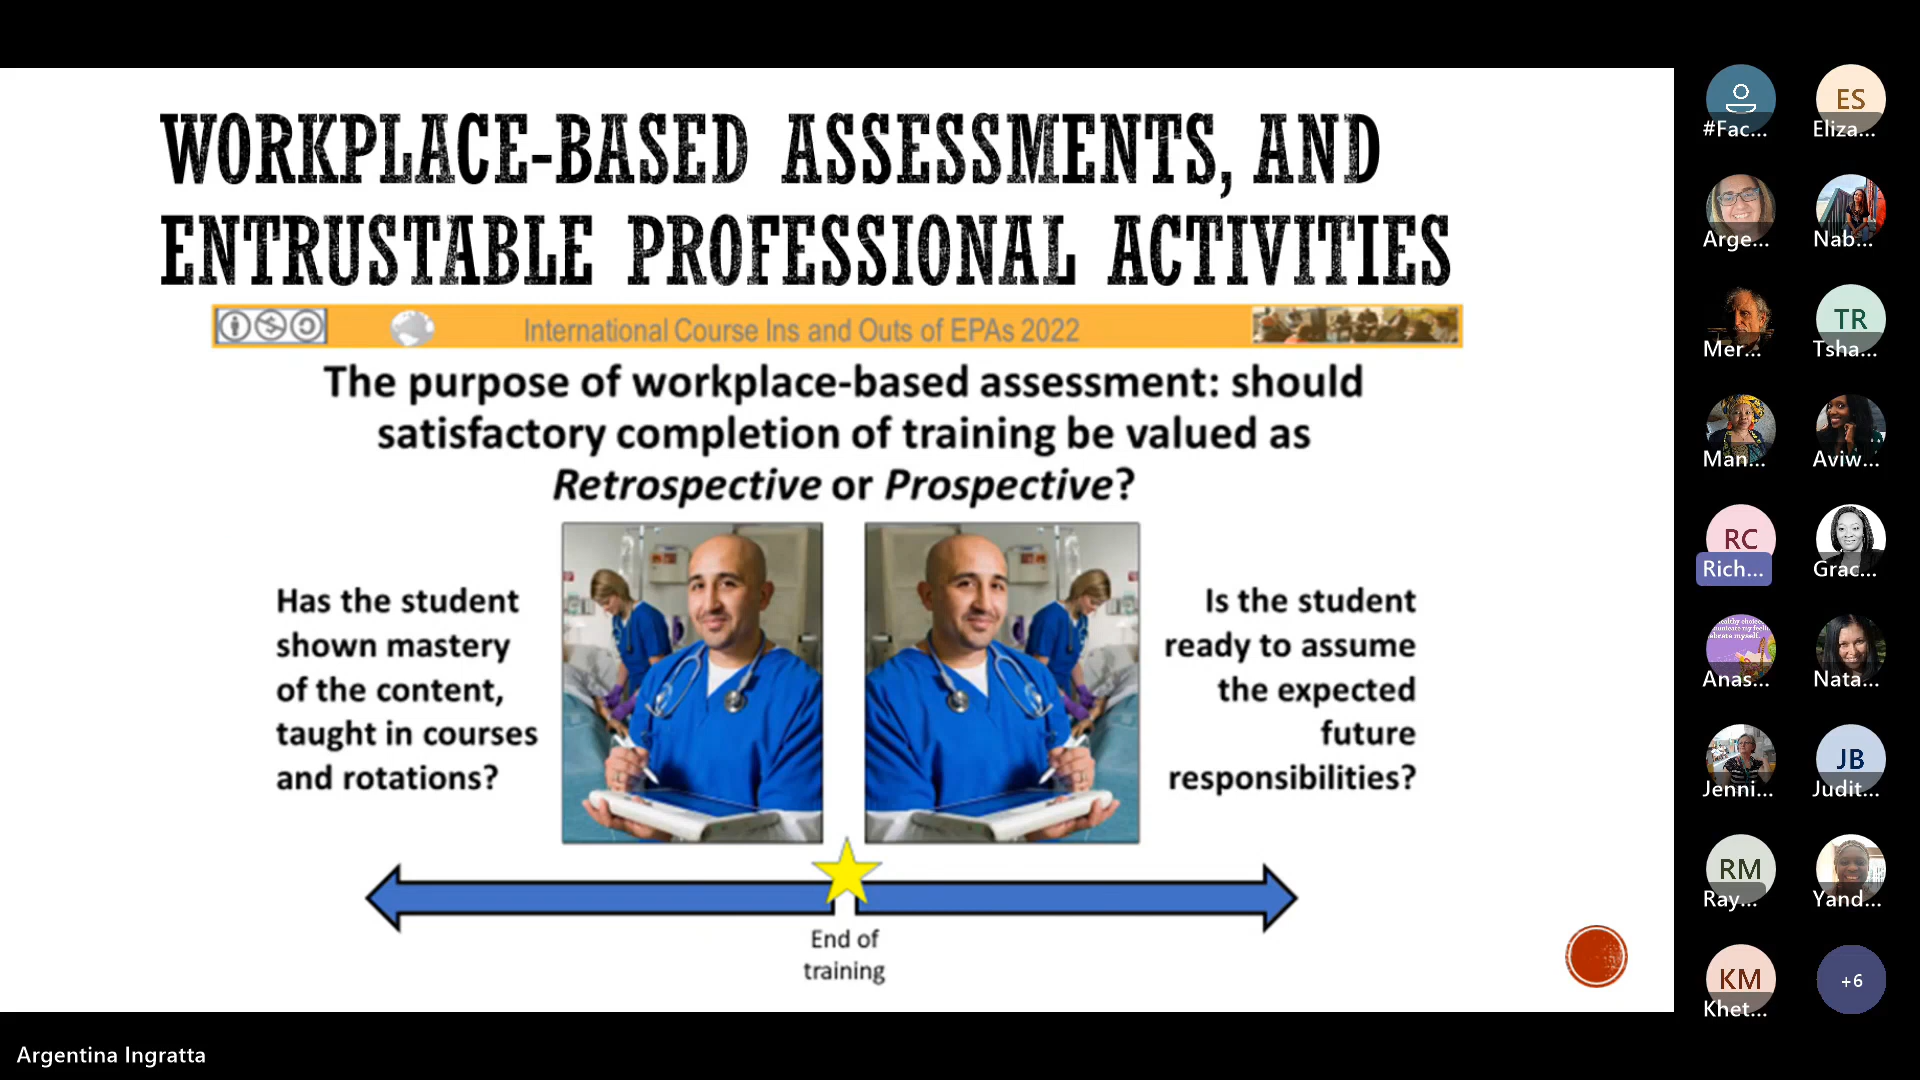 WORKPLACE-BASED ASSESSMENTS, AND
ENTRUSTABLE PROFESSIONAL ACTIVITIES
International Course Ins and Outs of EPAs 2022
The purpose of workplace-based assessment: should
satisfactory completion of training be valued as
Retrospective or Prospective?
Has the student
shown mastery
of the content,
taught in courses
and rotations?
Is the student
ready to assume
the expected
future
responsibilities?
End of
training
Argentina Ingratta
#Fac...
ES
Eliza...
Arge...
Nab...
Mer...
TR
Tsha...
Man...
Aviw...
RC
Rich...
Grac...
Anas...
Nata...
Jenni...
JB
Judit...
RM
Ray...
Yand...
KM
Khet...
+6